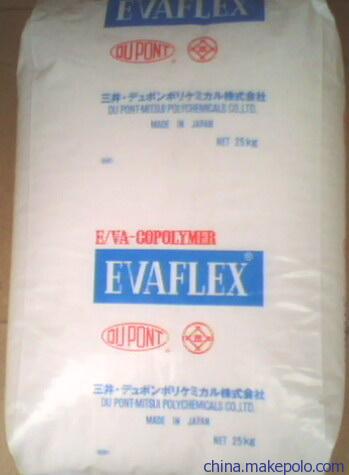 EVAFLEX
DU PONT
三井・デュポンポリケミカル株式会社
DU PONT-MITSUI POLYCHEMICALS CO.,LTD.
MADE IN JAPAN
NET 25kg
E/VA-COPOLYMER
EVAFLEX®
DU PONT
三井・デュポンポリケミカル株式会社
DU PONT-MITSUI POLYCHEMICALS CO.,LTD.
MADE IN JAPAN
NET 25kg
china.makepolo.com